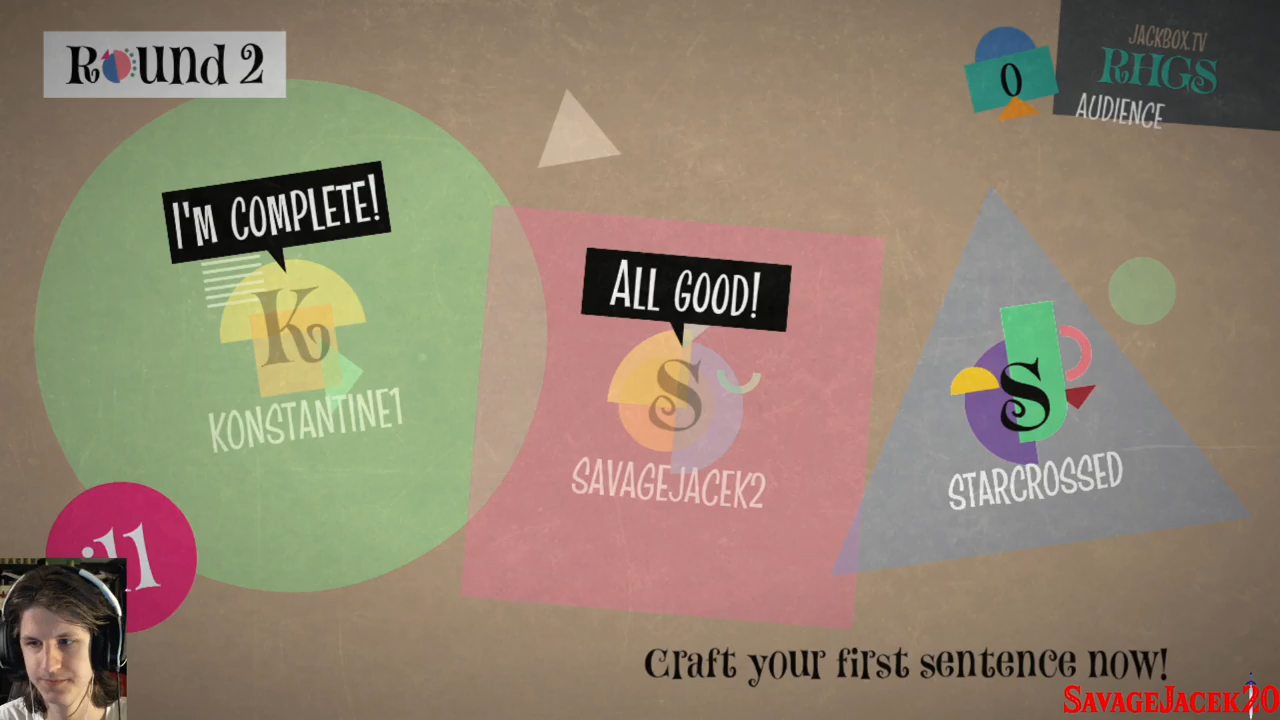 Round 2
0
JACKBOX.TV
RHGS
AUDIENCE
I'M COMPLETE!
K
KONSTANTINE1
ALL GOOD!
S
SAVAGEJACEK2
S
STARCROSSED
Craft your first sentence now!
SAVAGEJACEK20